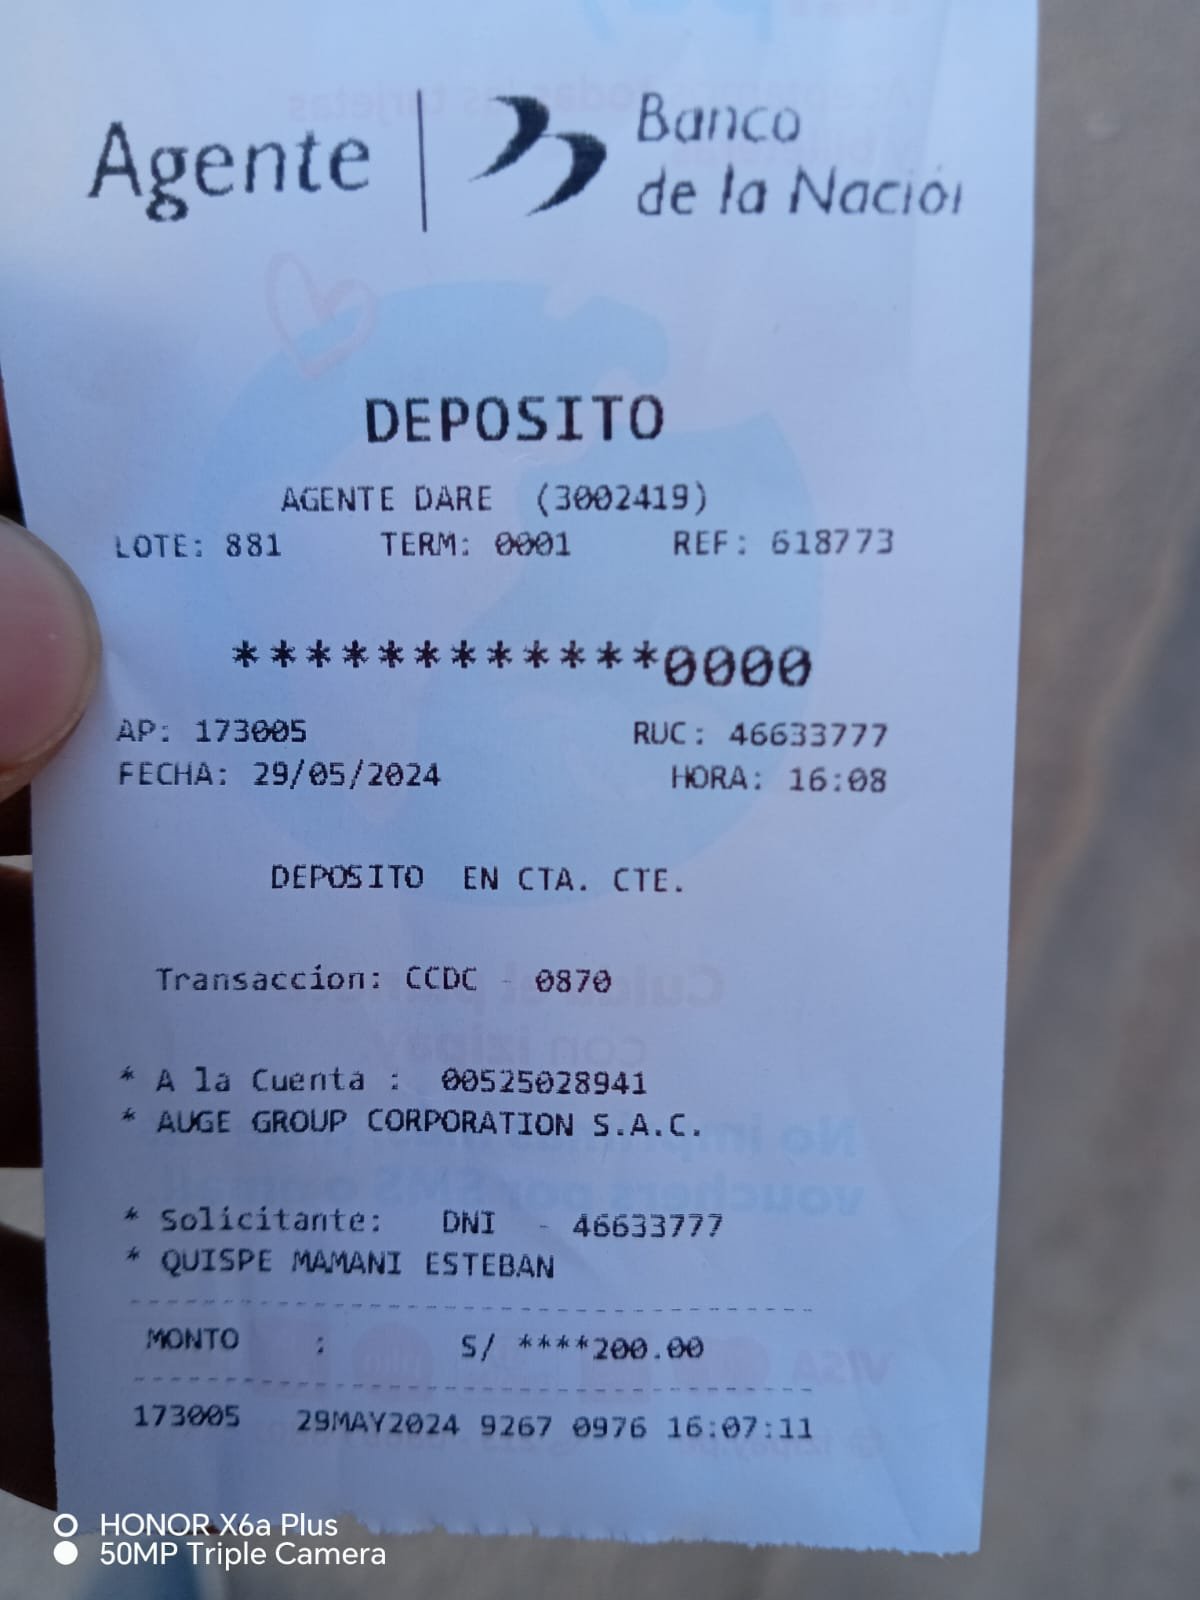 Agente | Banco
de la Nación
DEPOSITO
AGENTE DARE (3002419)
LOTE: 881 TERM: 0001 REF: 618773
************0000
AP: 173005 RUC: 46633777
FECHA: 29/05/2024 HORA: 16:08
DEPOSITO EN CTA. CTE.
Transaccion: CCDC - 0870
* A la Cuenta : 00525028941
* AUGE GROUP CORPORATION S.A.C.
* Solicitante: DNI - 46633777
* QUISPE MAMANI ESTEBAN
MONTO : S/ ****200.00
173005 29MAY2024 9267 0976 16:07:11
HONOR X6a Plus
50MP Triple Camera